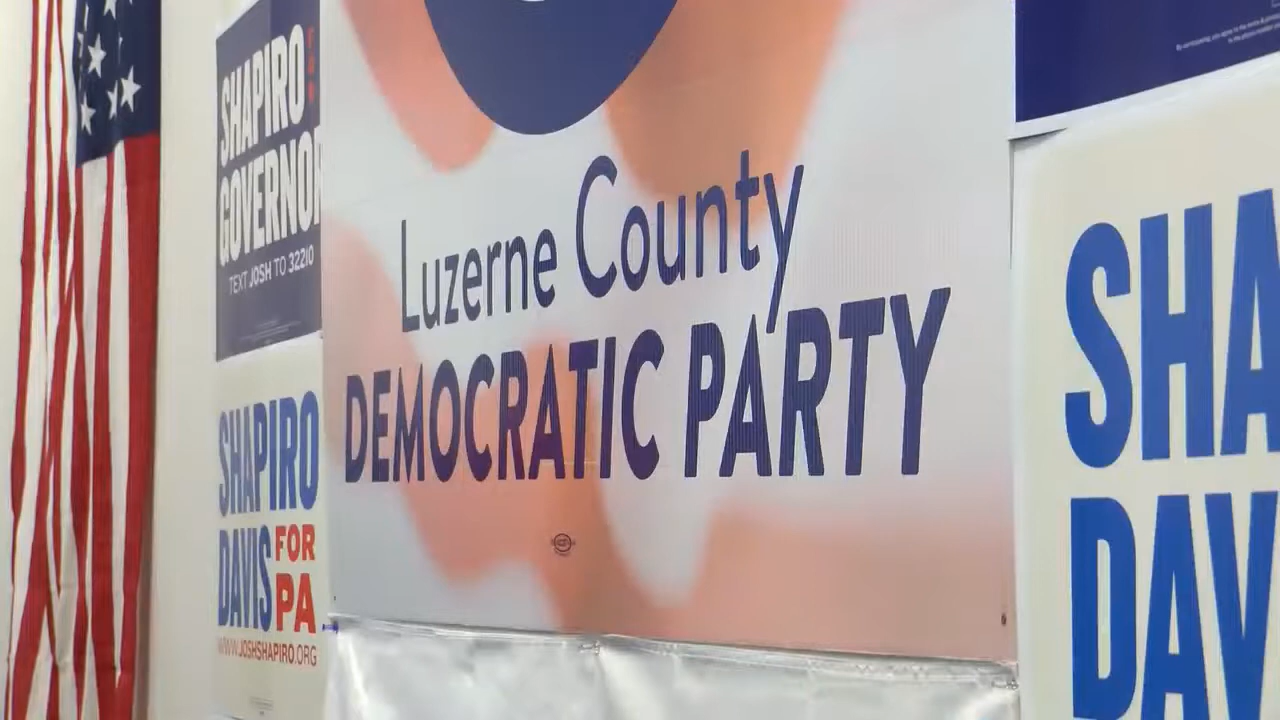 SHAPIRO
GOVERNOR
TEXT JOSH TO 32210
SHAPIRO
DAVIS
FOR
PA
WWW.JOSHSHAPIRO.ORG
Luzerne County
DEMOCRATIC PARTY
SHA
DAV